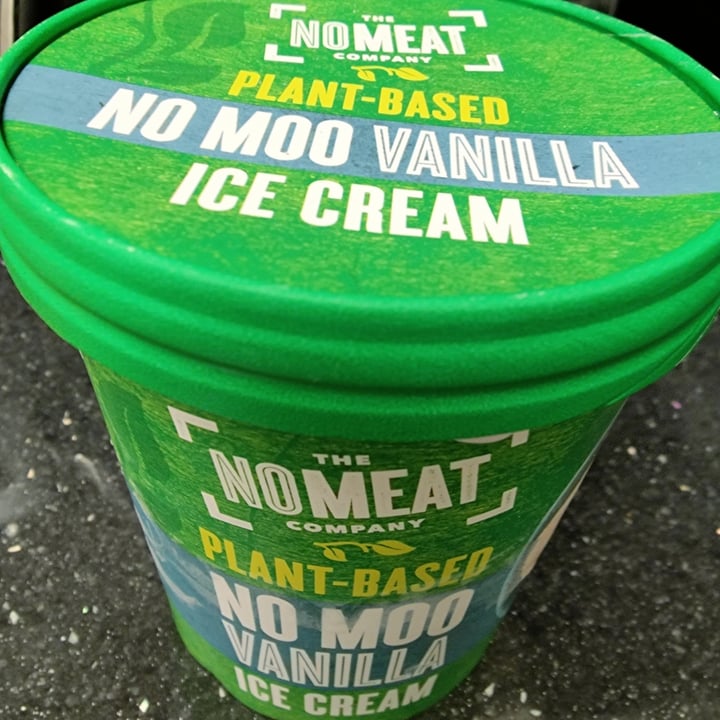 THE
NOMEAT
COMPANY
PLANT-BASED
NO MOO VANILLA
ICE CREAM
THE
NOMEAT
COMPANY
PLANT-BASED
NO MOO
VANILLA
ICE CREAM